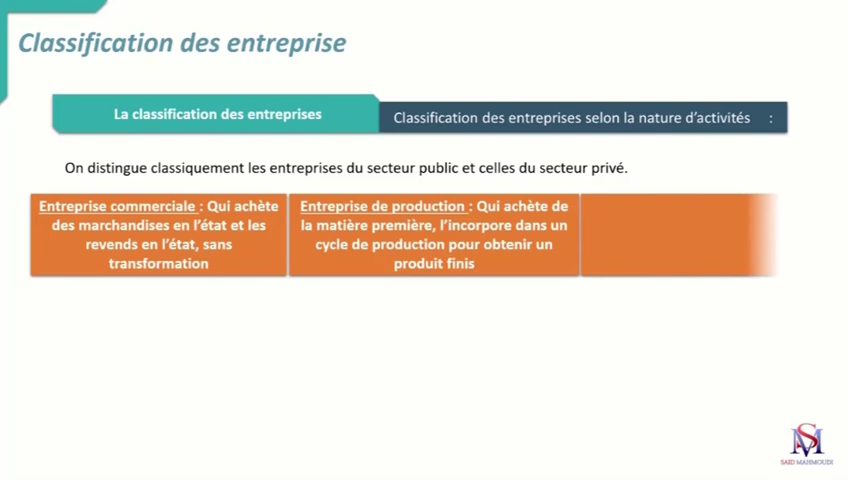 Classification des entreprise
La classification des entreprises
Classification des entreprises selon la nature d'activités :
On distingue classiquement les entreprises du secteur public et celles du secteur privé.
Entreprise commerciale : Qui achète
des marchandises en l'état et les
revends en l'état, sans
transformation
Entreprise de production : Qui achète de
la matière première, l'incorpore dans un
cycle de production pour obtenir un
produit finis
SM
SAID MAHMOUDI